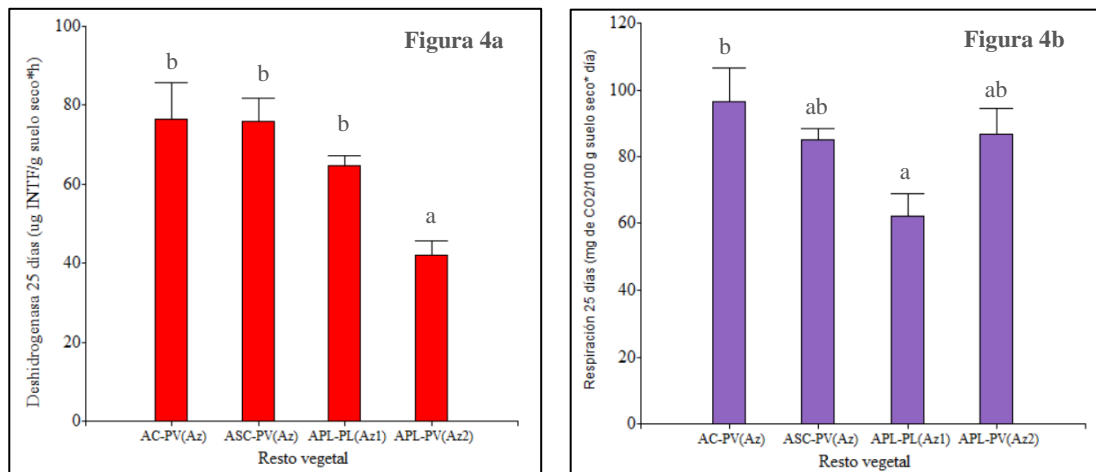 Figura 4a
Deshidrogenasa 25 días (ug INTF/g suelo seco*h)
100
80
60
40
20
0
b
b
b
a
AC-PV(Az) ASC-PV(Az) APL-PL(Az1) APL-PV(Az2)
Resto vegetal
Figura 4b
Respiración 25 días (mg de CO2/100 g suelo seco* día)
120
100
80
60
40
20
0
b
ab
a
ab
AC-PV(Az) ASC-PV(Az) APL-PL(Az1) APL-PV(Az2)
Resto vegetal